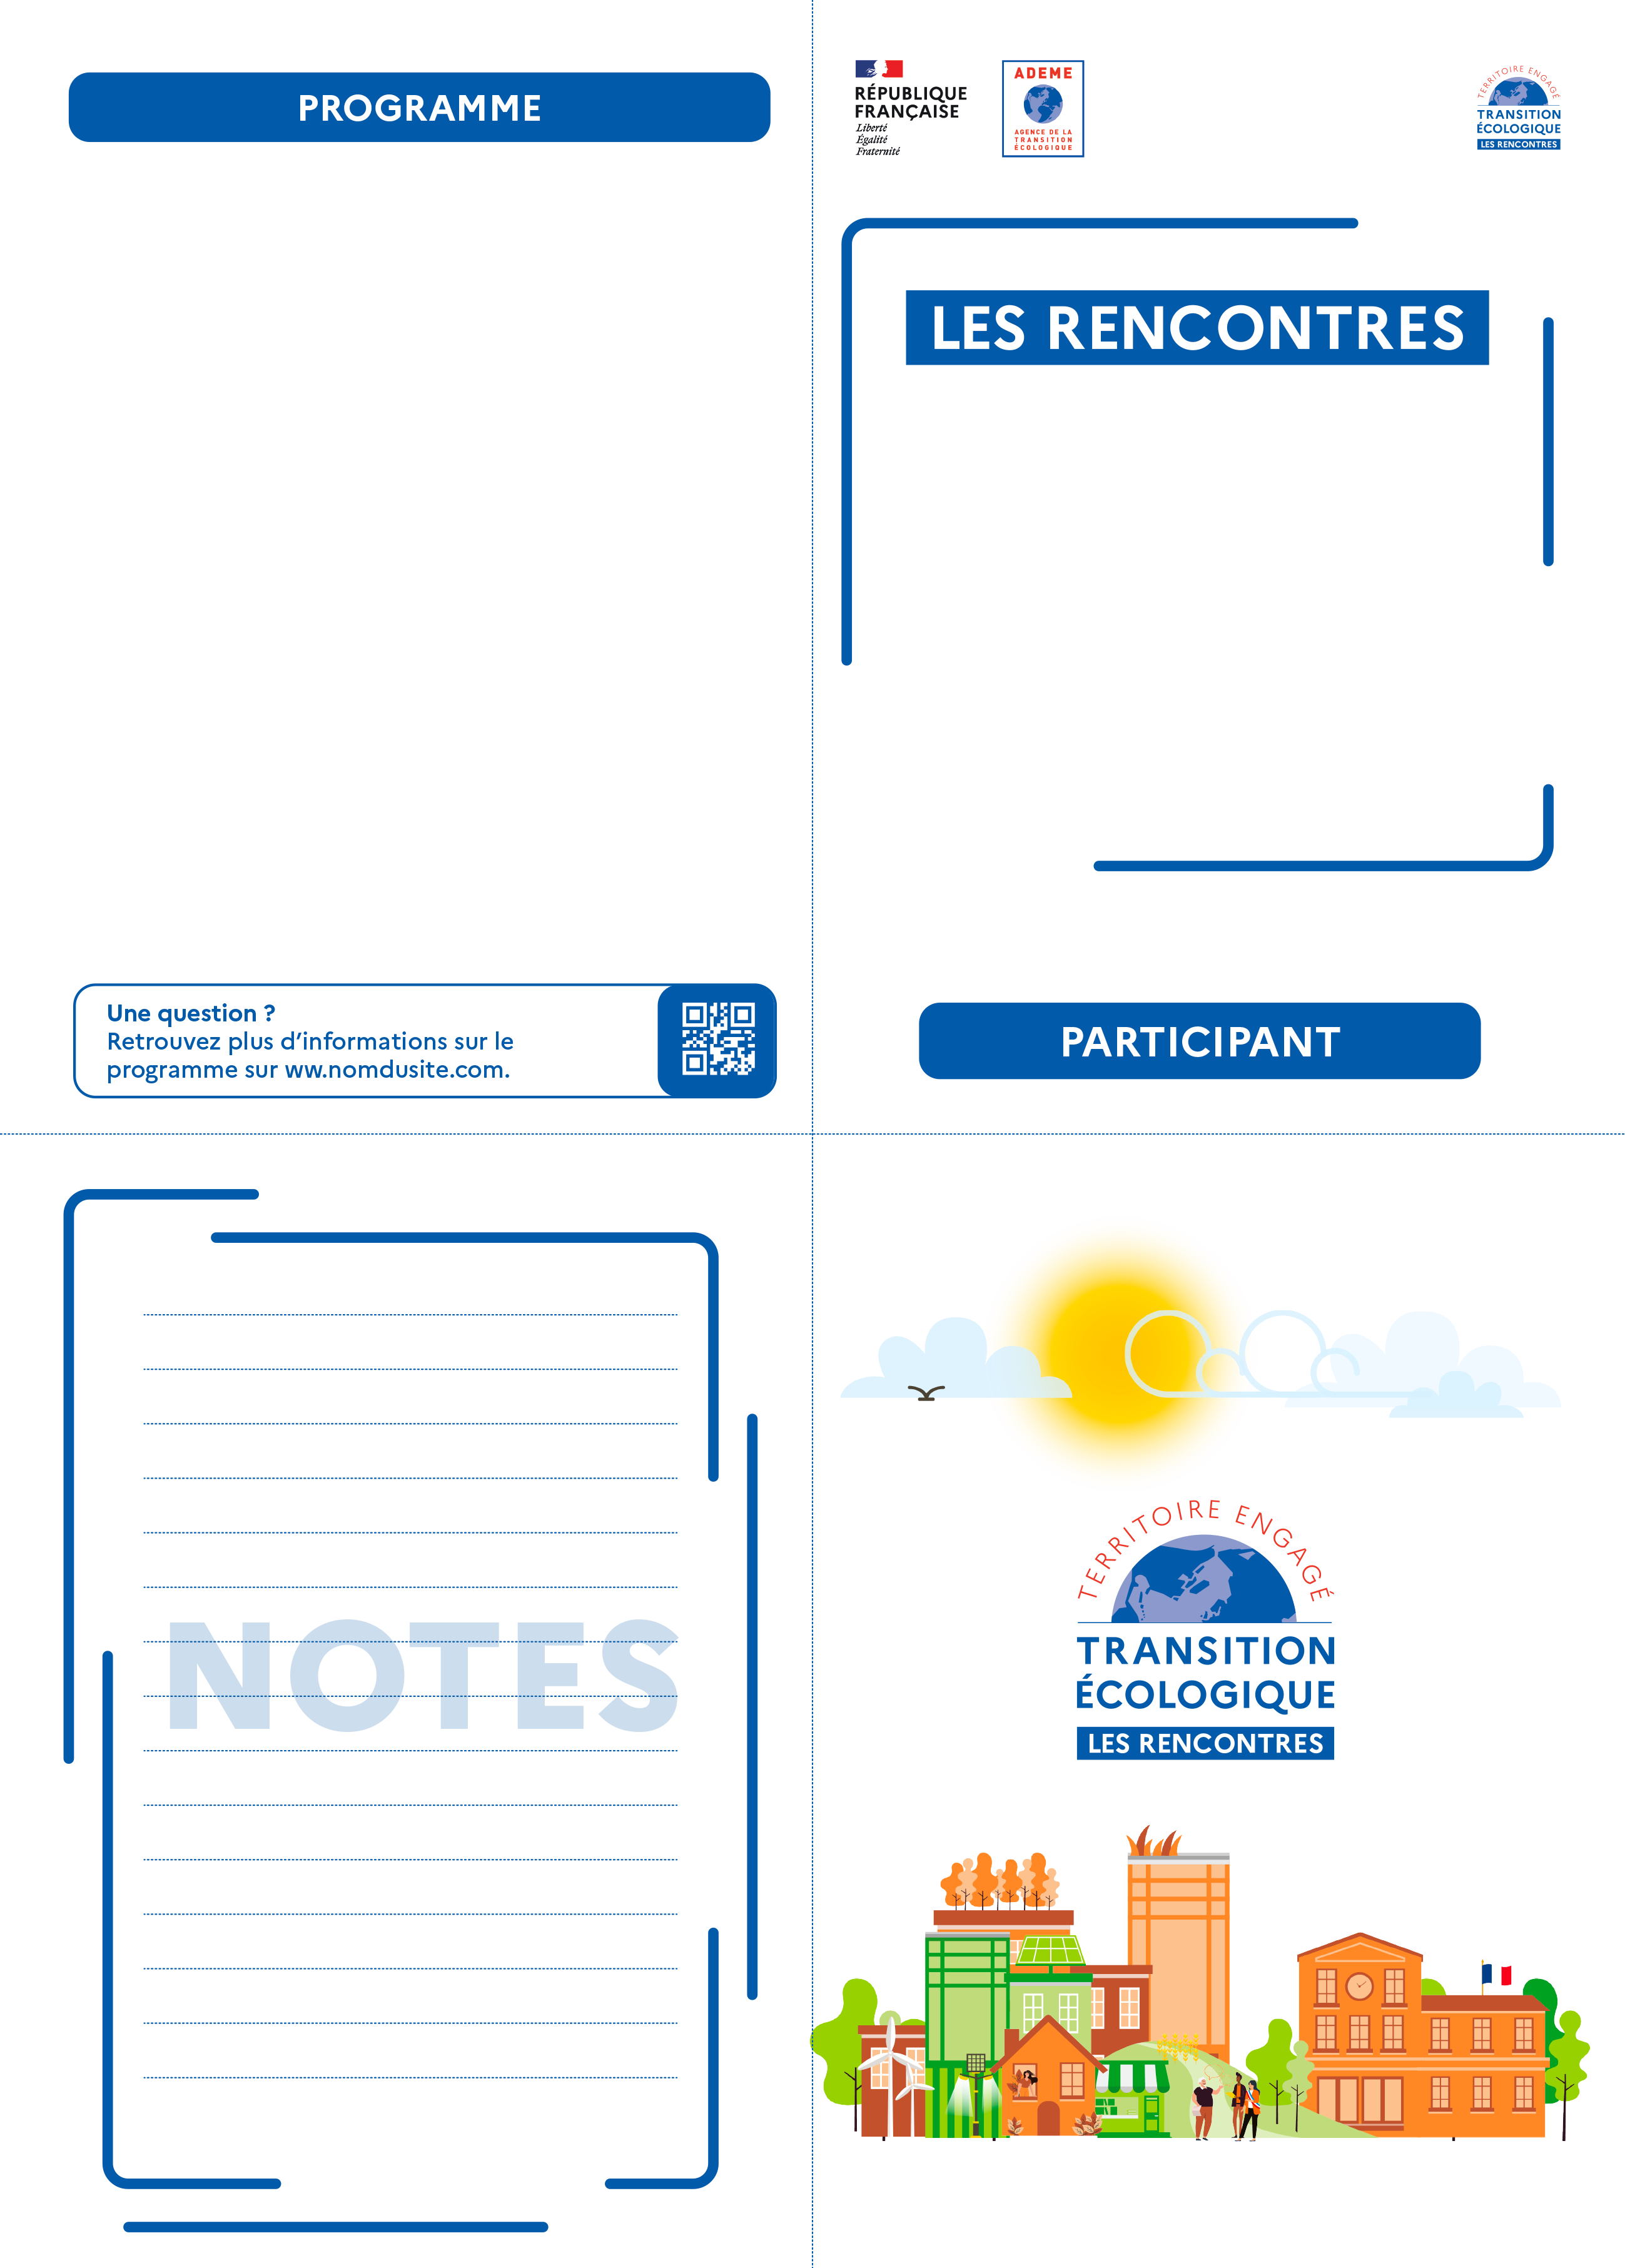 PROGRAMME
Une question ?
Retrouvez plus d’informations sur le
programme sur ww.nomdusite.com.
RÉPUBLIQUE
FRANÇAISE
Liberté
Égalité
Fraternité
ADEME
AGENCE DE LA
TRANSITION
ÉCOLOGIQUE
TERRITOIRE ENGAGÉ
TRANSITION
ÉCOLOGIQUE
LES RENCONTRES
LES RENCONTRES
PARTICIPANT
NOTES
TERRITOIRE ENGAGÉ
TRANSITION
ÉCOLOGIQUE
LES RENCONTRES